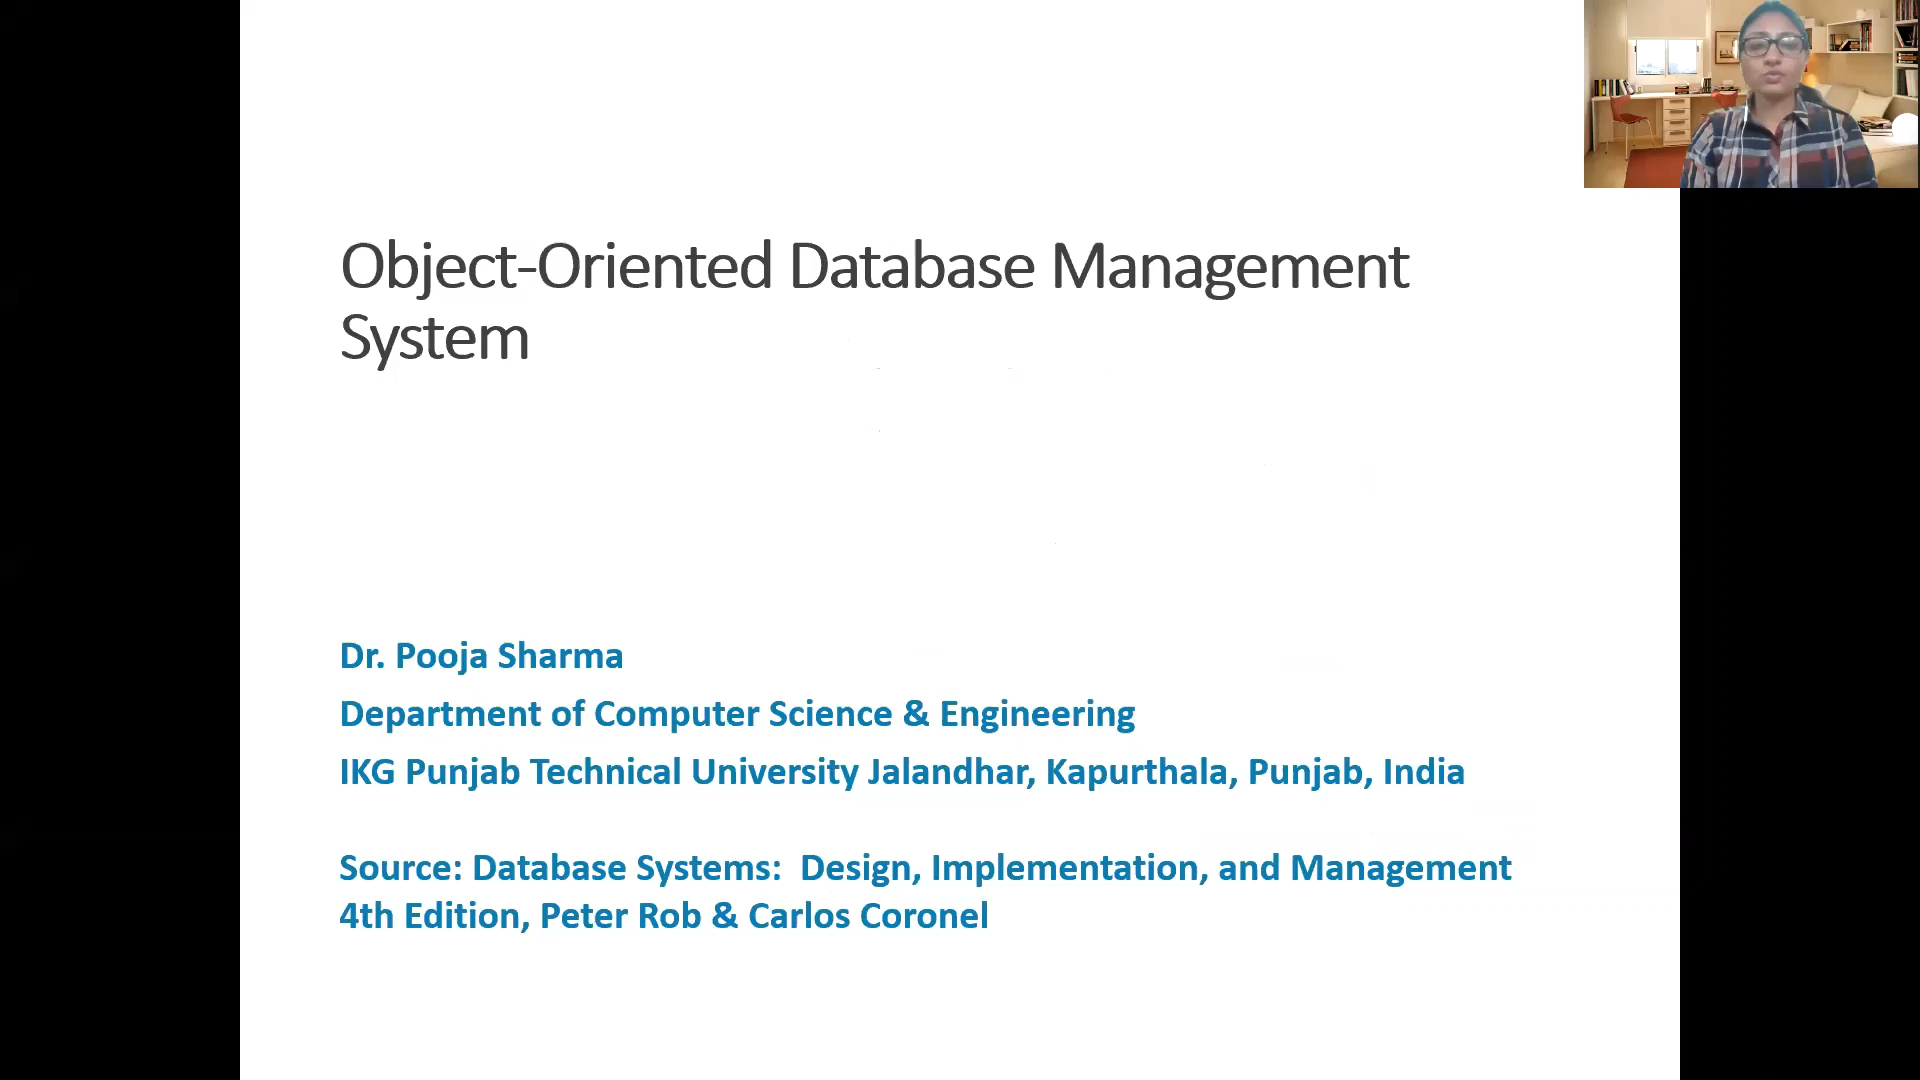 Object-Oriented Database Management
System
Dr. Pooja Sharma
Department of Computer Science & Engineering
IKG Punjab Technical University Jalandhar, Kapurthala, Punjab, India
Source: Database Systems:  Design, Implementation, and Management
4th Edition, Peter Rob & Carlos Coronel